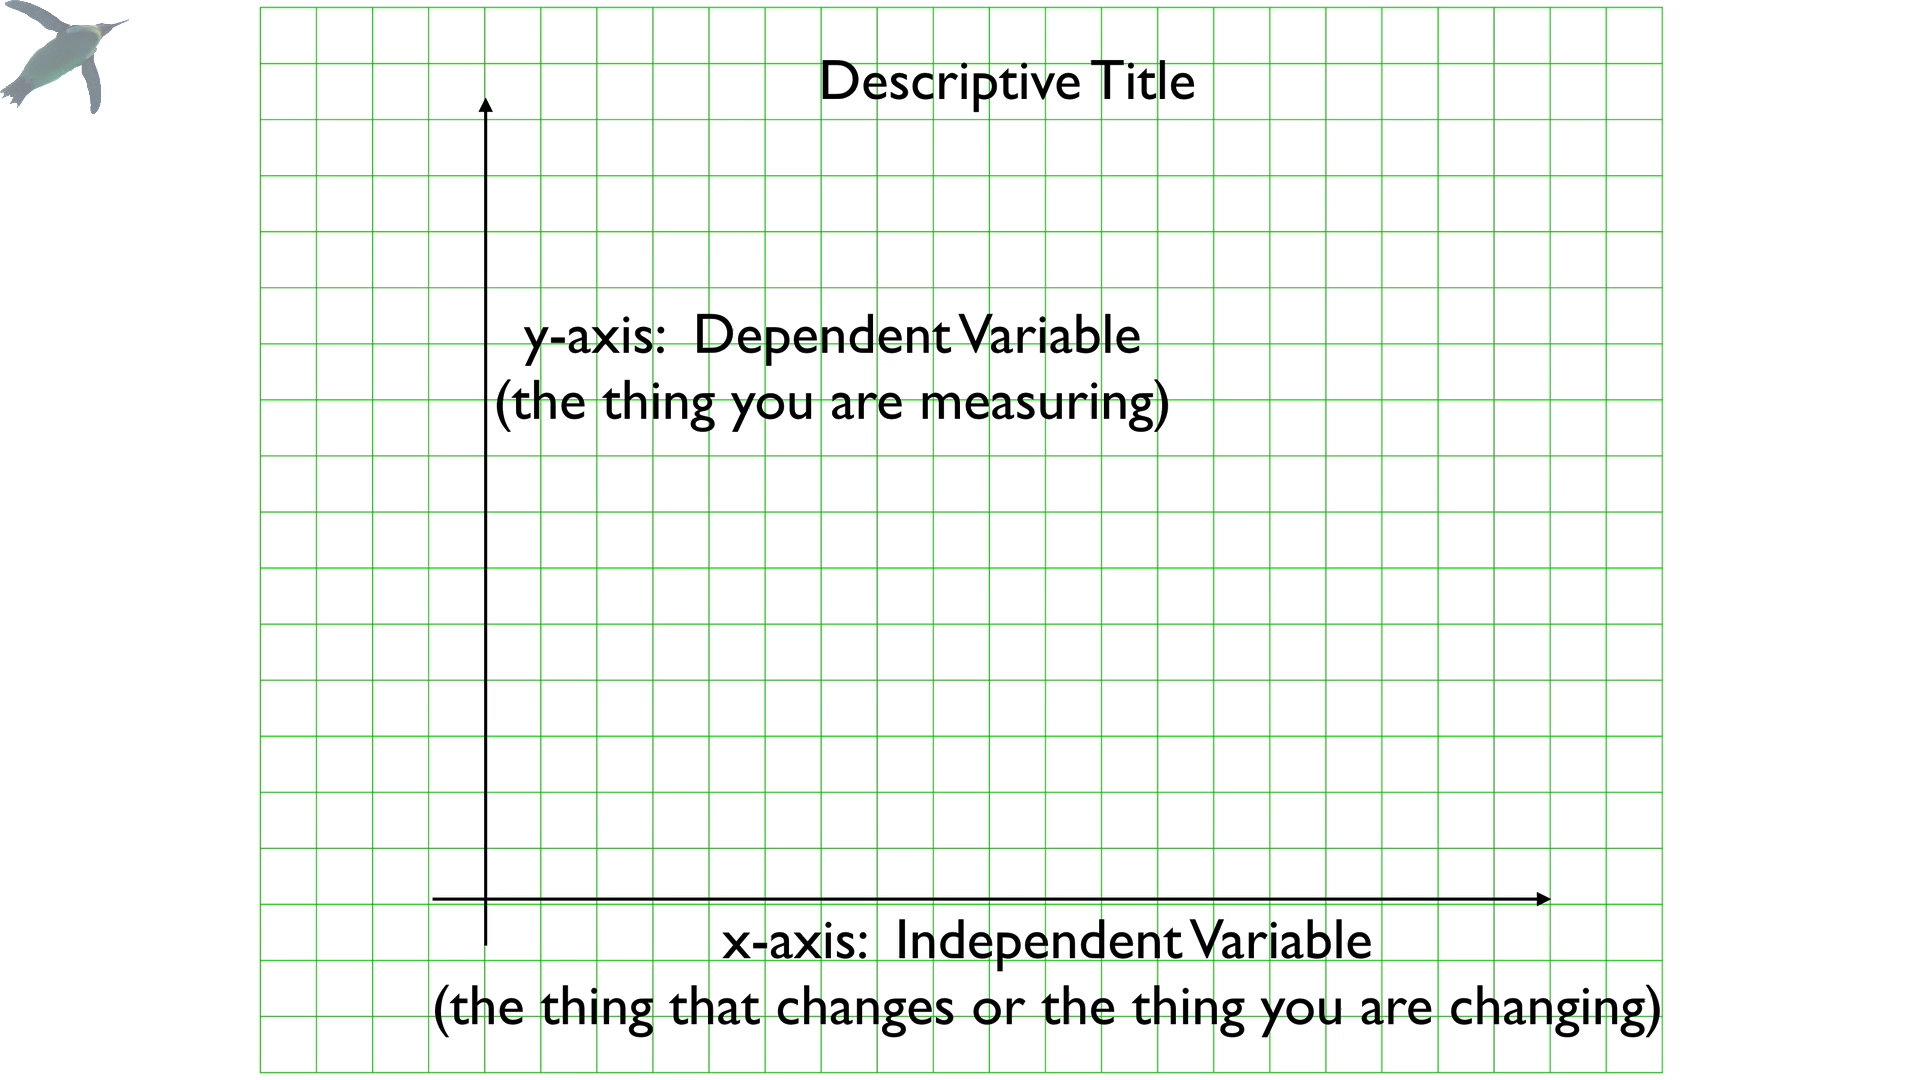 Descriptive Title
y-axis: Dependent Variable
(the thing you are measuring)
x-axis: Independent Variable
(the thing that changes or the thing you are changing)